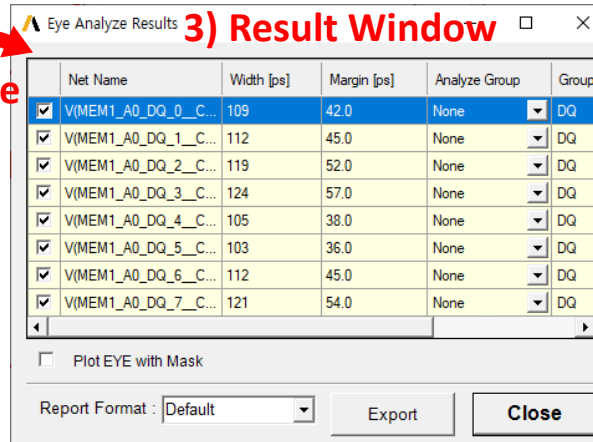 Eye Analyze Results 3) Result Window
e
Net Name Width [ps] Margin [ps] Analyze Group Group
V(MEM1_A0_DQ_0__C... 109 42.0 None DQ
V(MEM1_A0_DQ_1__C... 112 45.0 None DQ
V(MEM1_A0_DQ_2__C... 119 52.0 None DQ
V(MEM1_A0_DQ_3__C... 124 57.0 None DQ
V(MEM1_A0_DQ_4__C... 105 38.0 None DQ
V(MEM1_A0_DQ_5__C... 103 36.0 None DQ
V(MEM1_A0_DQ_6__C... 112 45.0 None DQ
V(MEM1_A0_DQ_7__C... 121 54.0 None DQ
Plot EYE with Mask
Report Format : Default Export Close